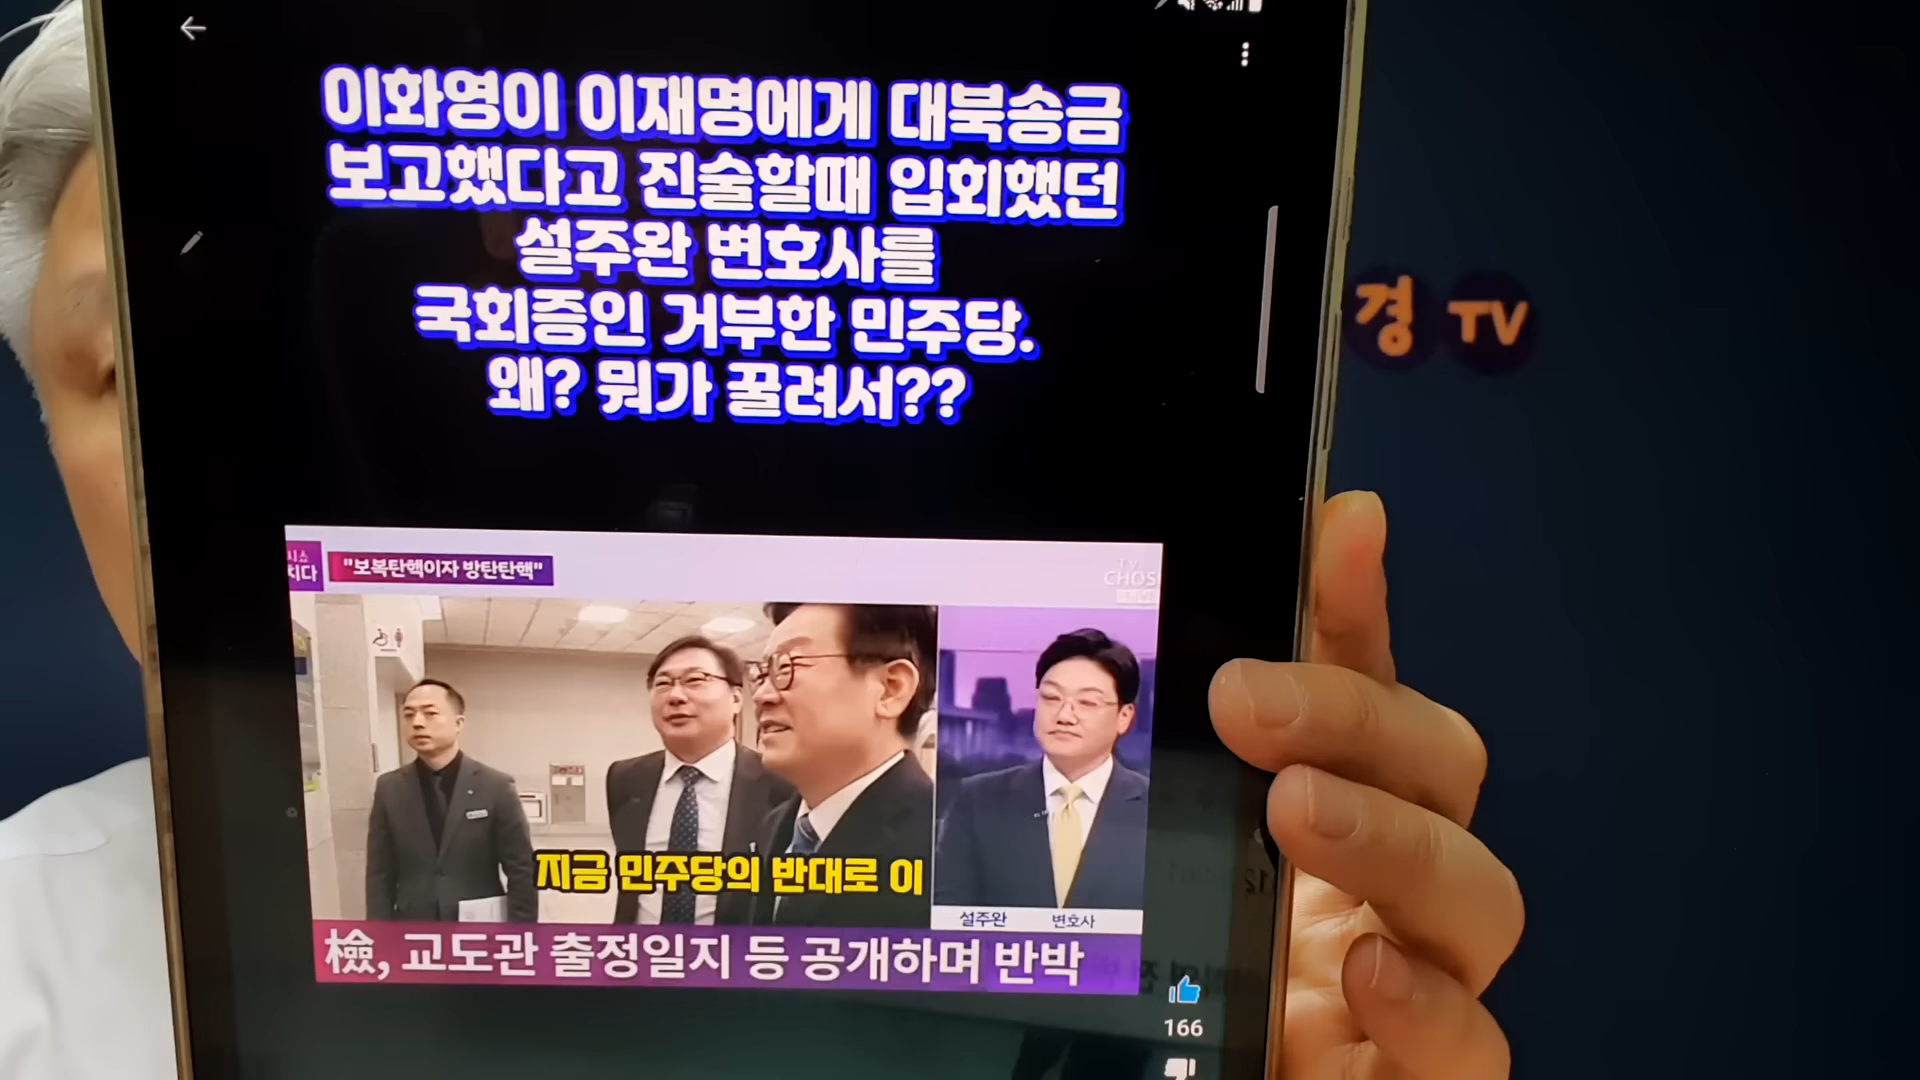 이화영이 이재명에게 대북송금
보고했다고 진술할때 입회했던
설주완 변호사를
국회증인 거부한 민주당.
왜? 뭐가 꿀려서??
경 TV
치다
"보복탄핵이자 방탄탄핵"
TV
CHOS
지금 민주당의 반대로 이
설주완 변호사
檢, 교도관 출정일지 등 공개하며 반박
166